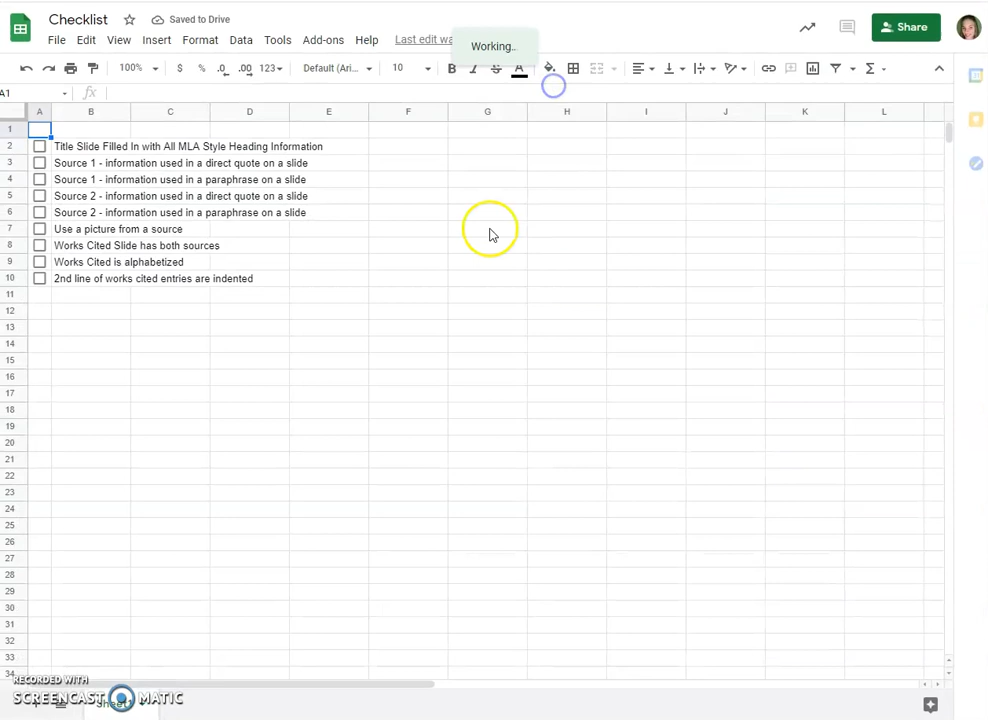 Checklist
Saved to Drive
File Edit View Insert Format Data Tools Add-ons Help Last edit wa
Working..
Share
100% $ % .0 .00 123 Default (Ari... 10 B I S A Σ
A1 fx
A B C D E F G H I J K L
1
2 Title Slide Filled In with All MLA Style Heading Information
3 Source 1 - information used in a direct quote on a slide
4 Source 1 - information used in a paraphrase on a slide
5 Source 2 - information used in a direct quote on a slide
6 Source 2 - information used in a paraphrase on a slide
7 Use a picture from a source
8 Works Cited Slide has both sources
9 Works Cited is alphabetized
10 2nd line of works cited entries are indented
11
12
13
14
15
16
17
18
19
20
21
22
23
24
25
26
27
28
29
30
31
32
33
34
RECORDED WITH
SCREENCAST MATIC